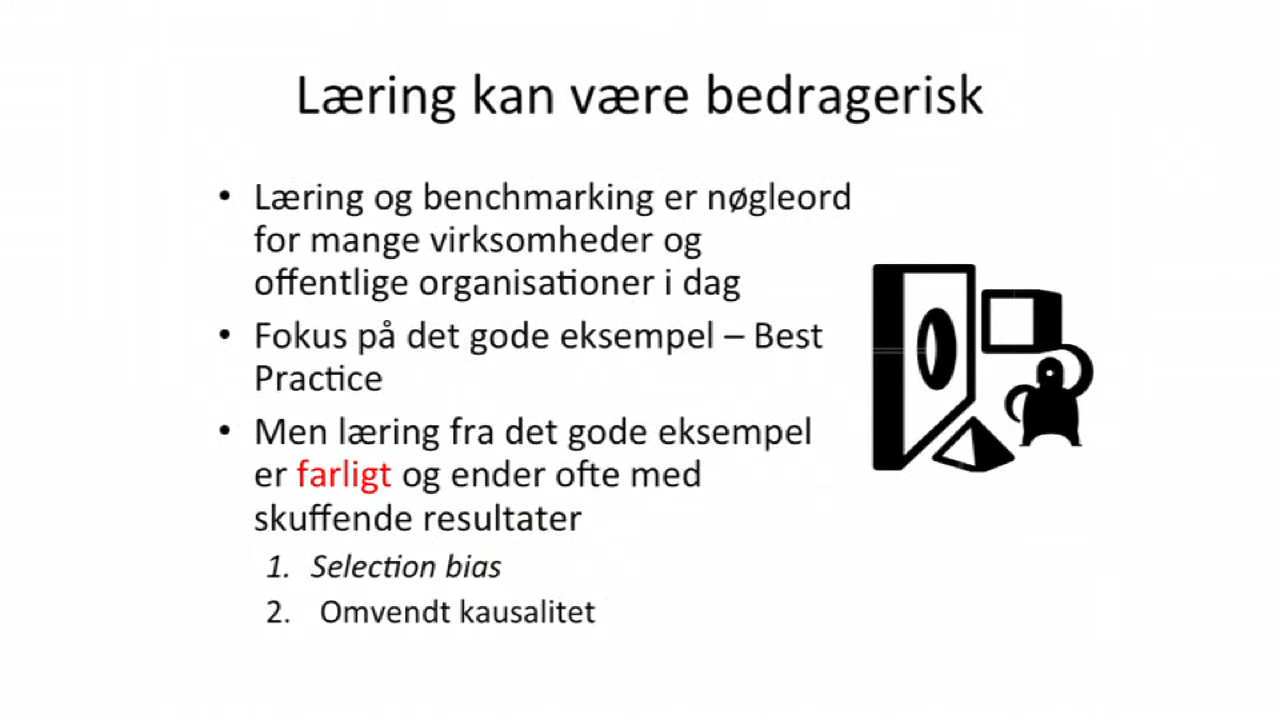 Læring kan være bedragerisk
• Læring og benchmarking er nøgleord
for mange virksomheder og
offentlige organisationer i dag
• Fokus på det gode eksempel – Best
Practice
• Men læring fra det gode eksempel
er farligt og ender ofte med
skuffende resultater
1. Selection bias
2. Omvendt kausalitet